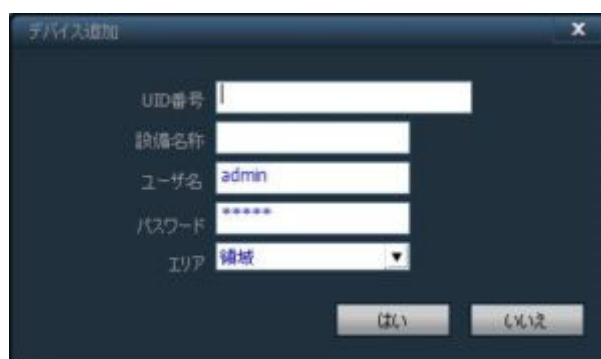 デバイス追加 x
UID番号
設備名称
ユーザ名 admin
パスワード *****
エリア 領域
はい いいえ